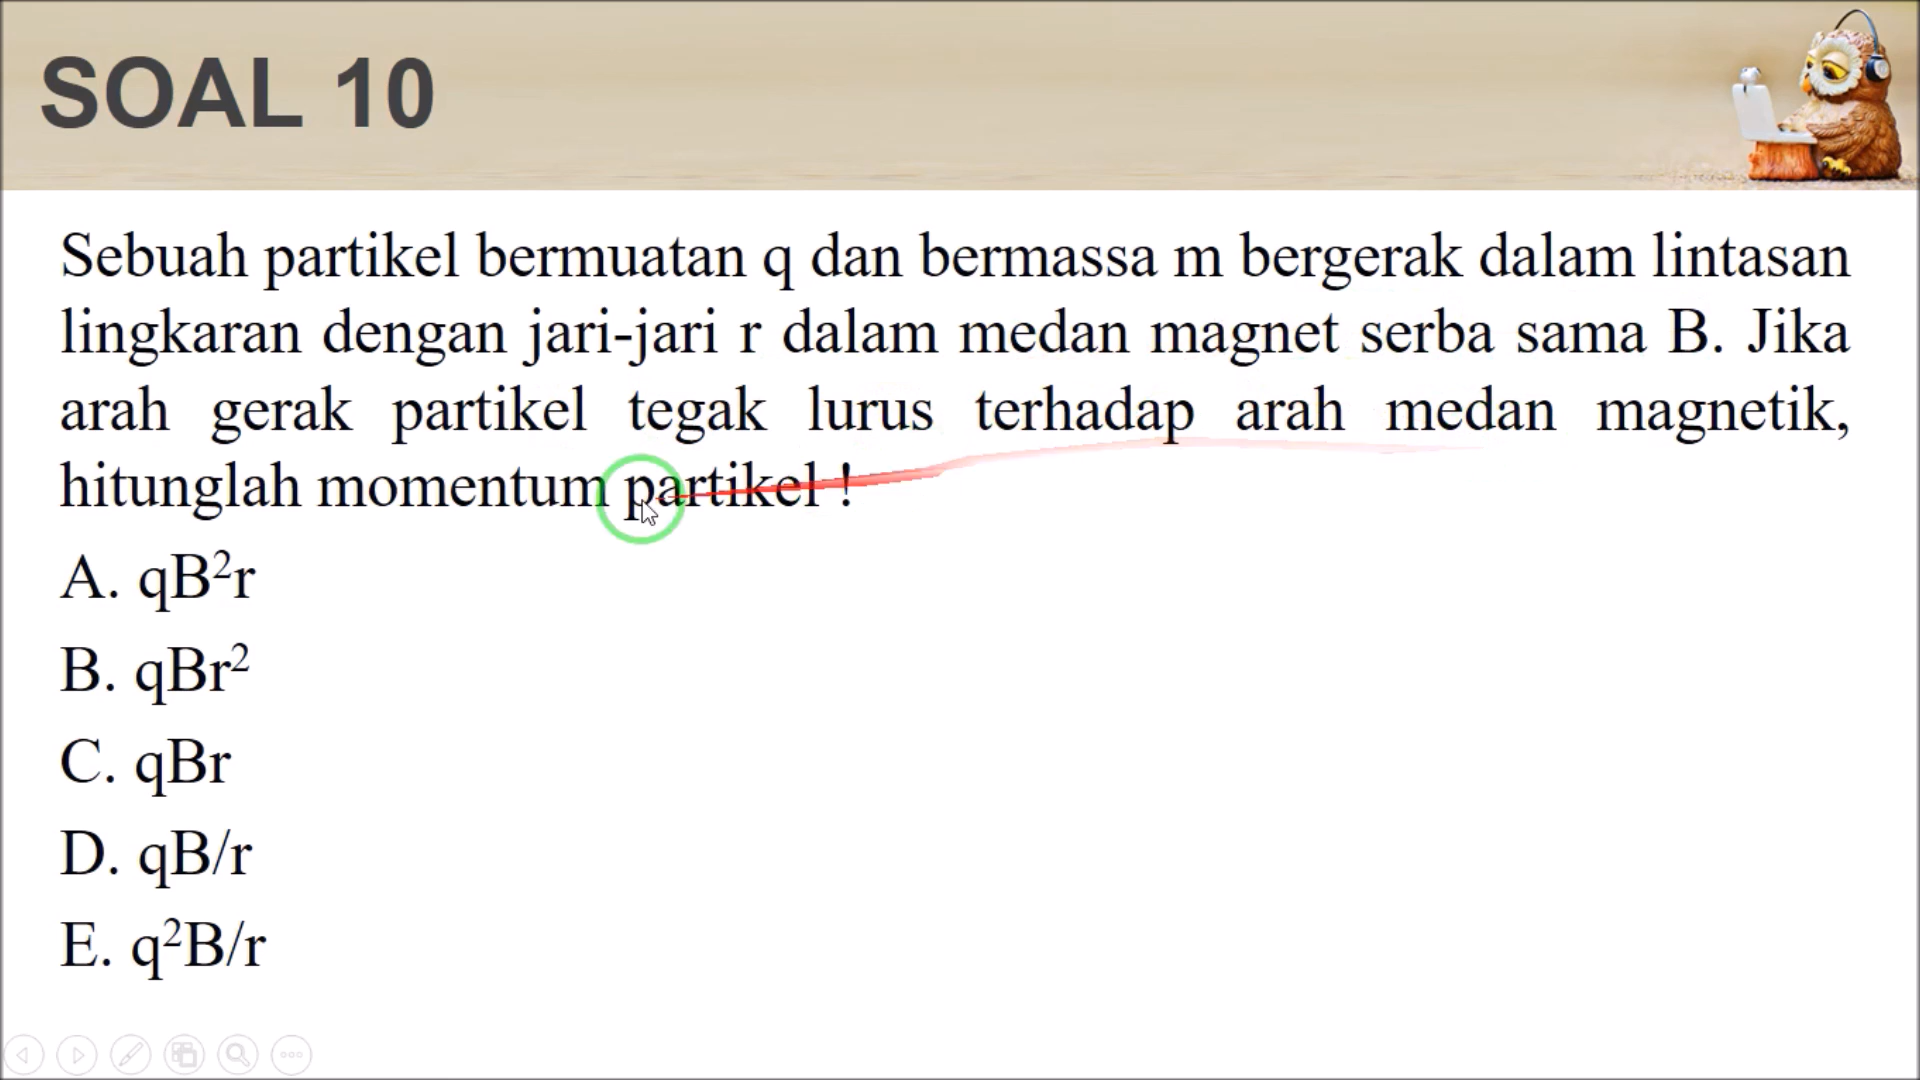 SOAL 10
Sebuah partikel bermuatan q dan bermassa m bergerak dalam lintasan
lingkaran dengan jari-jari r dalam medan magnet serba sama B. Jika
arah gerak partikel tegak lurus terhadap arah medan magnetik,
hitunglah momentum partikel !
A. qB²r
B. qBr²
C. qBr
D. qB/r
E. q²B/r